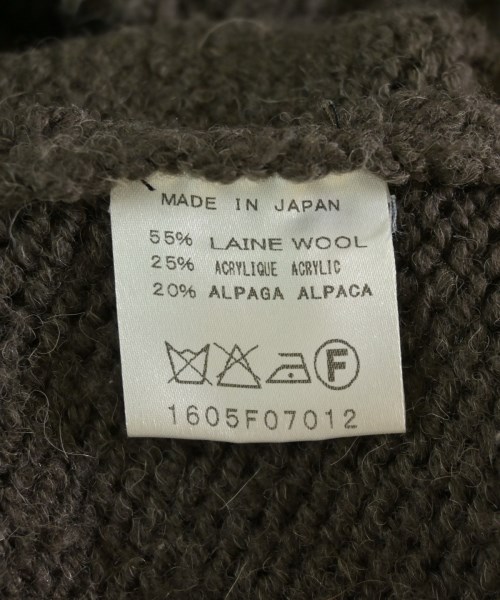 MADE IN JAPAN
55% LAINE WOOL
25% ACRYLIQUE ACRYLIC
20% ALPAGA ALPACA
F
1605F07012